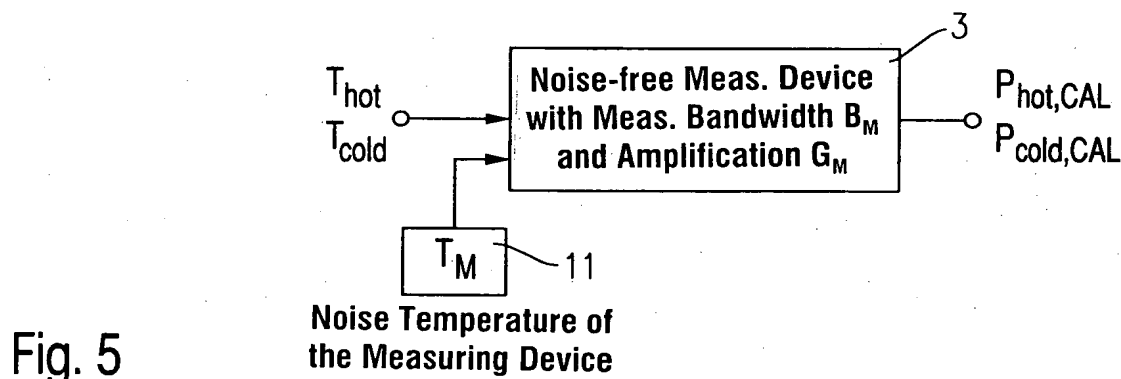 3
T_hot
T_cold
Noise-free Meas. Device
with Meas. Bandwidth B_M
and Amplification G_M
P_hot,CAL
P_cold,CAL
T_M
11
Noise Temperature of
the Measuring Device
Fig. 5